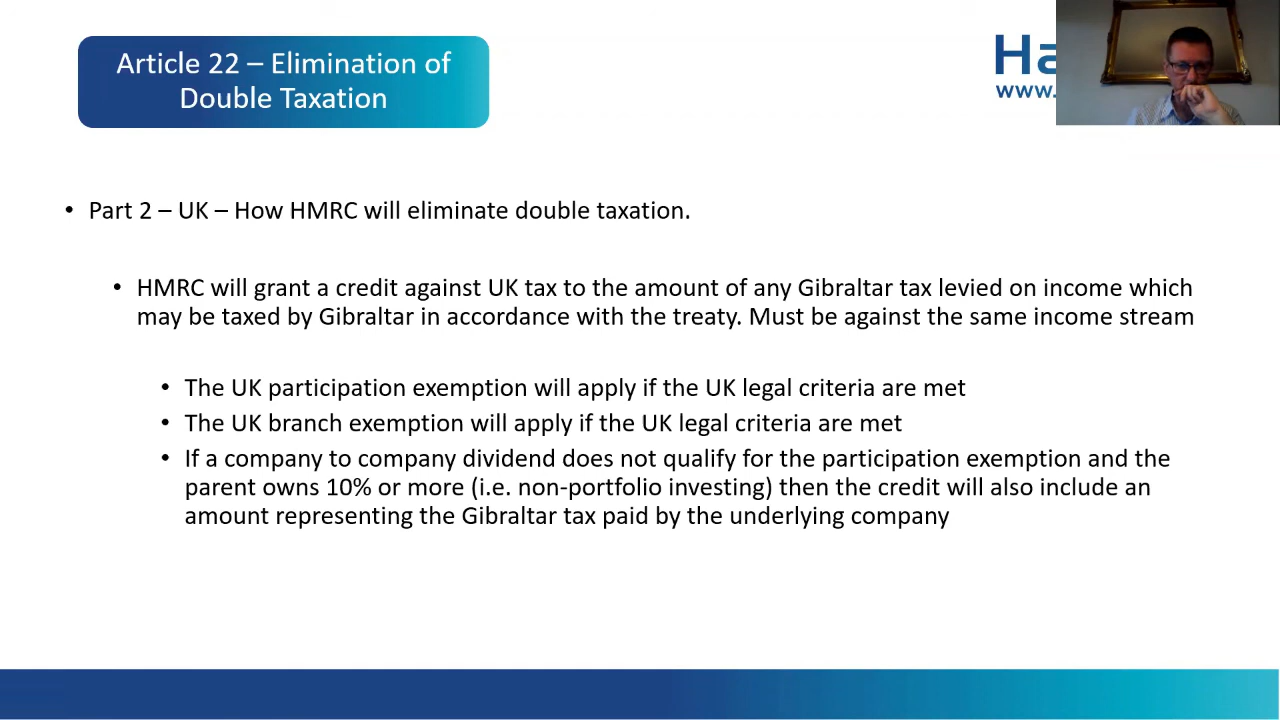 Article 22 – Elimination of
Double Taxation
Ha
www.
• Part 2 – UK – How HMRC will eliminate double taxation.
• HMRC will grant a credit against UK tax to the amount of any Gibraltar tax levied on income which
may be taxed by Gibraltar in accordance with the treaty. Must be against the same income stream
• The UK participation exemption will apply if the UK legal criteria are met
• The UK branch exemption will apply if the UK legal criteria are met
• If a company to company dividend does not qualify for the participation exemption and the
parent owns 10% or more (i.e. non-portfolio investing) then the credit will also include an
amount representing the Gibraltar tax paid by the underlying company